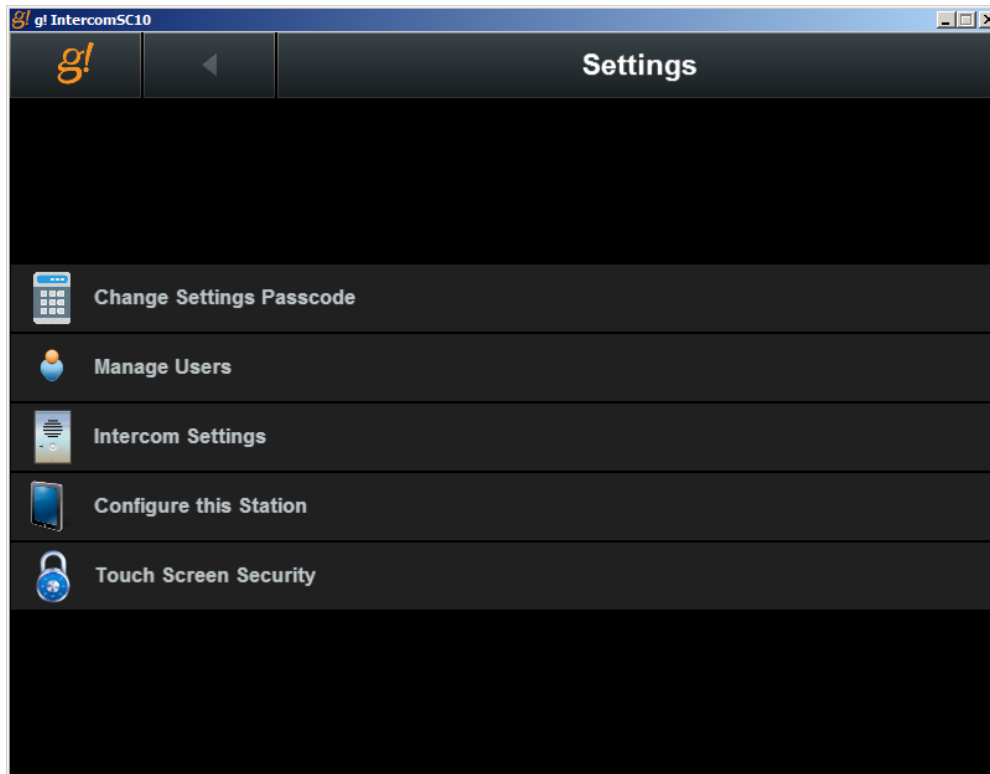 g! g! IntercomSC10
g! Settings
Change Settings Passcode
Manage Users
Intercom Settings
Configure this Station
Touch Screen Security